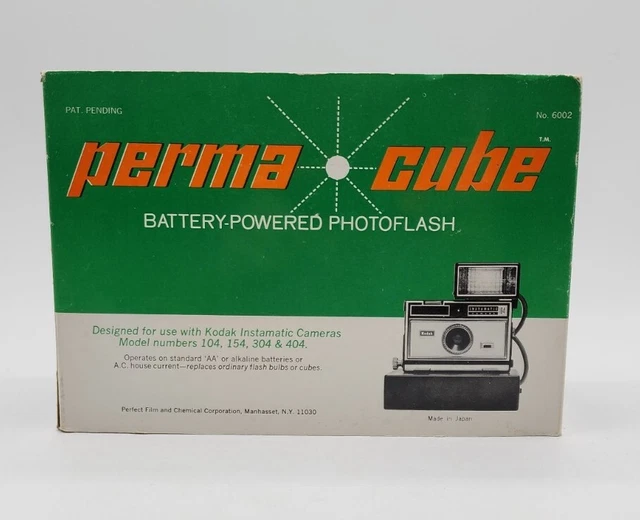 PAT. PENDING
No. 6002
perma cube T.M.
BATTERY-POWERED PHOTOFLASH
Designed for use with Kodak Instamatic Cameras
Model numbers 104, 154, 304 & 404.
Operates on standard 'AA' or alkaline batteries or
A.C. house current—replaces ordinary flash bulbs or cubes.
Perfect Film and Chemical Corporation, Manhasset, N.Y. 11030
INSTAMATIC
Kodak
Made in Japan